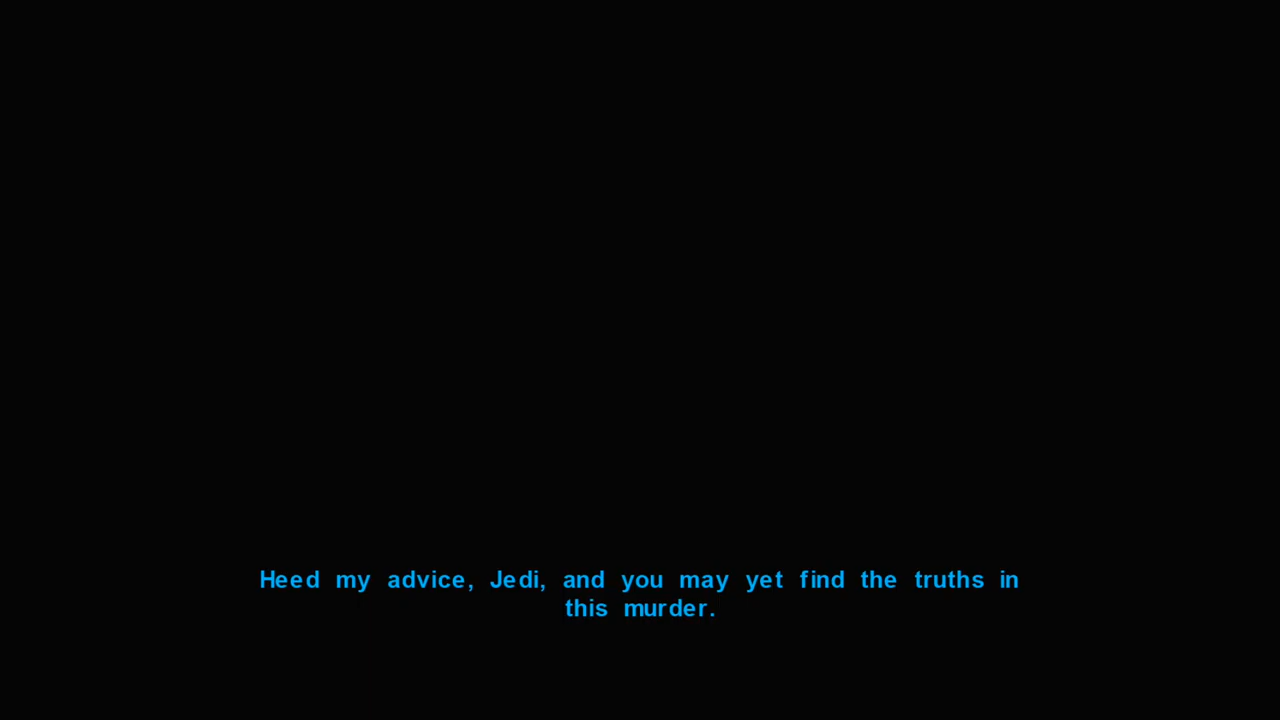 Heed my advice, Jedi, and you may yet find the truths in
this murder.